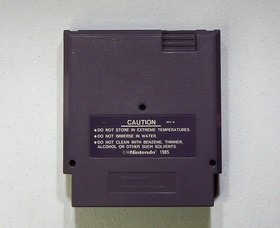 CAUTION
•DO NOT STORE IN EXTREME TEMPERATURES.
•DO NOT IMMERSE IN WATER.
•DO NOT CLEAN WITH BENZENE, THINNER,
ALCOHOL OR OTHER SUCH SOLVENTS.
©Nintendo 1985